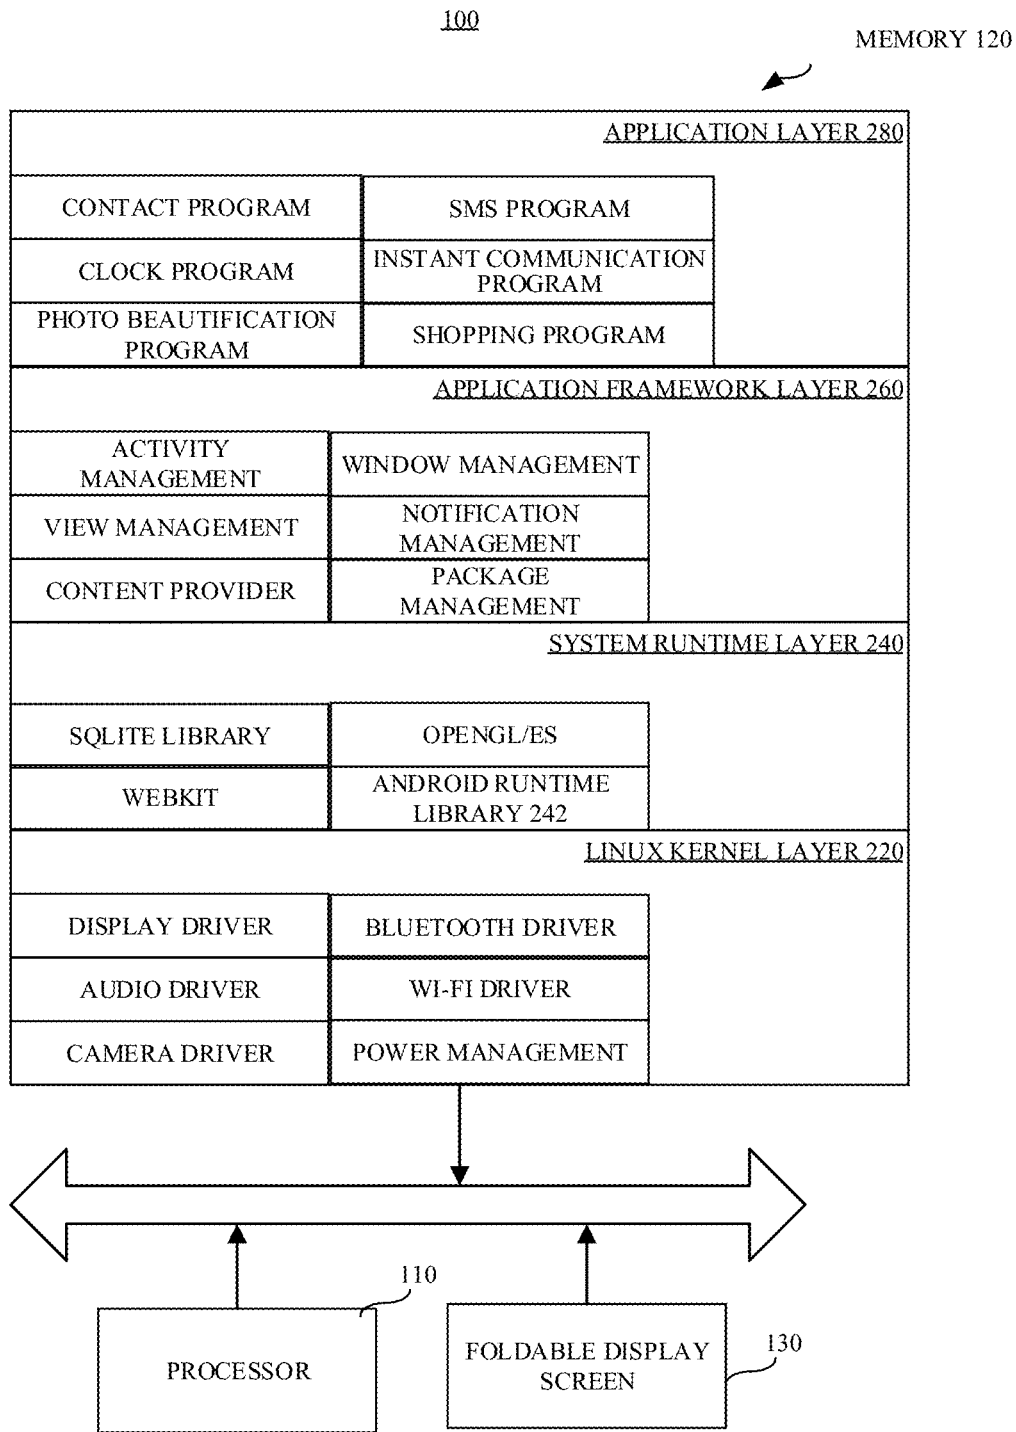 100
MEMORY 120
APPLICATION LAYER 280
CONTACT PROGRAM
SMS PROGRAM
CLOCK PROGRAM
INSTANT COMMUNICATION
PROGRAM
PHOTO BEAUTIFICATION
PROGRAM
SHOPPING PROGRAM
APPLICATION FRAMEWORK LAYER 260
ACTIVITY
MANAGEMENT
WINDOW MANAGEMENT
VIEW MANAGEMENT
NOTIFICATION
MANAGEMENT
CONTENT PROVIDER
PACKAGE
MANAGEMENT
SYSTEM RUNTIME LAYER 240
SQLITE LIBRARY
OPENGL/ES
WEBKIT
ANDROID RUNTIME
LIBRARY 242
LINUX KERNEL LAYER 220
DISPLAY DRIVER
BLUETOOTH DRIVER
AUDIO DRIVER
WI-FI DRIVER
CAMERA DRIVER
POWER MANAGEMENT
110
PROCESSOR
FOLDABLE DISPLAY
SCREEN
130